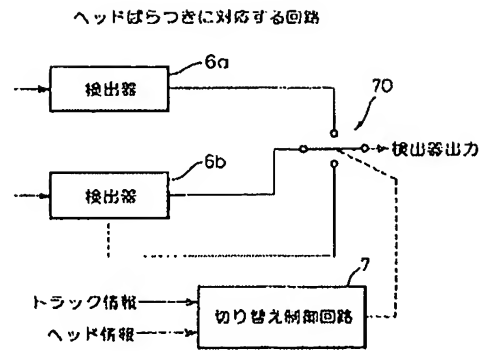 ヘッドばらつきに対応する回路
6a
検出器
70
検出器出力
6b
検出器
7
トラック情報
切り替え制御回路
ヘッド情報